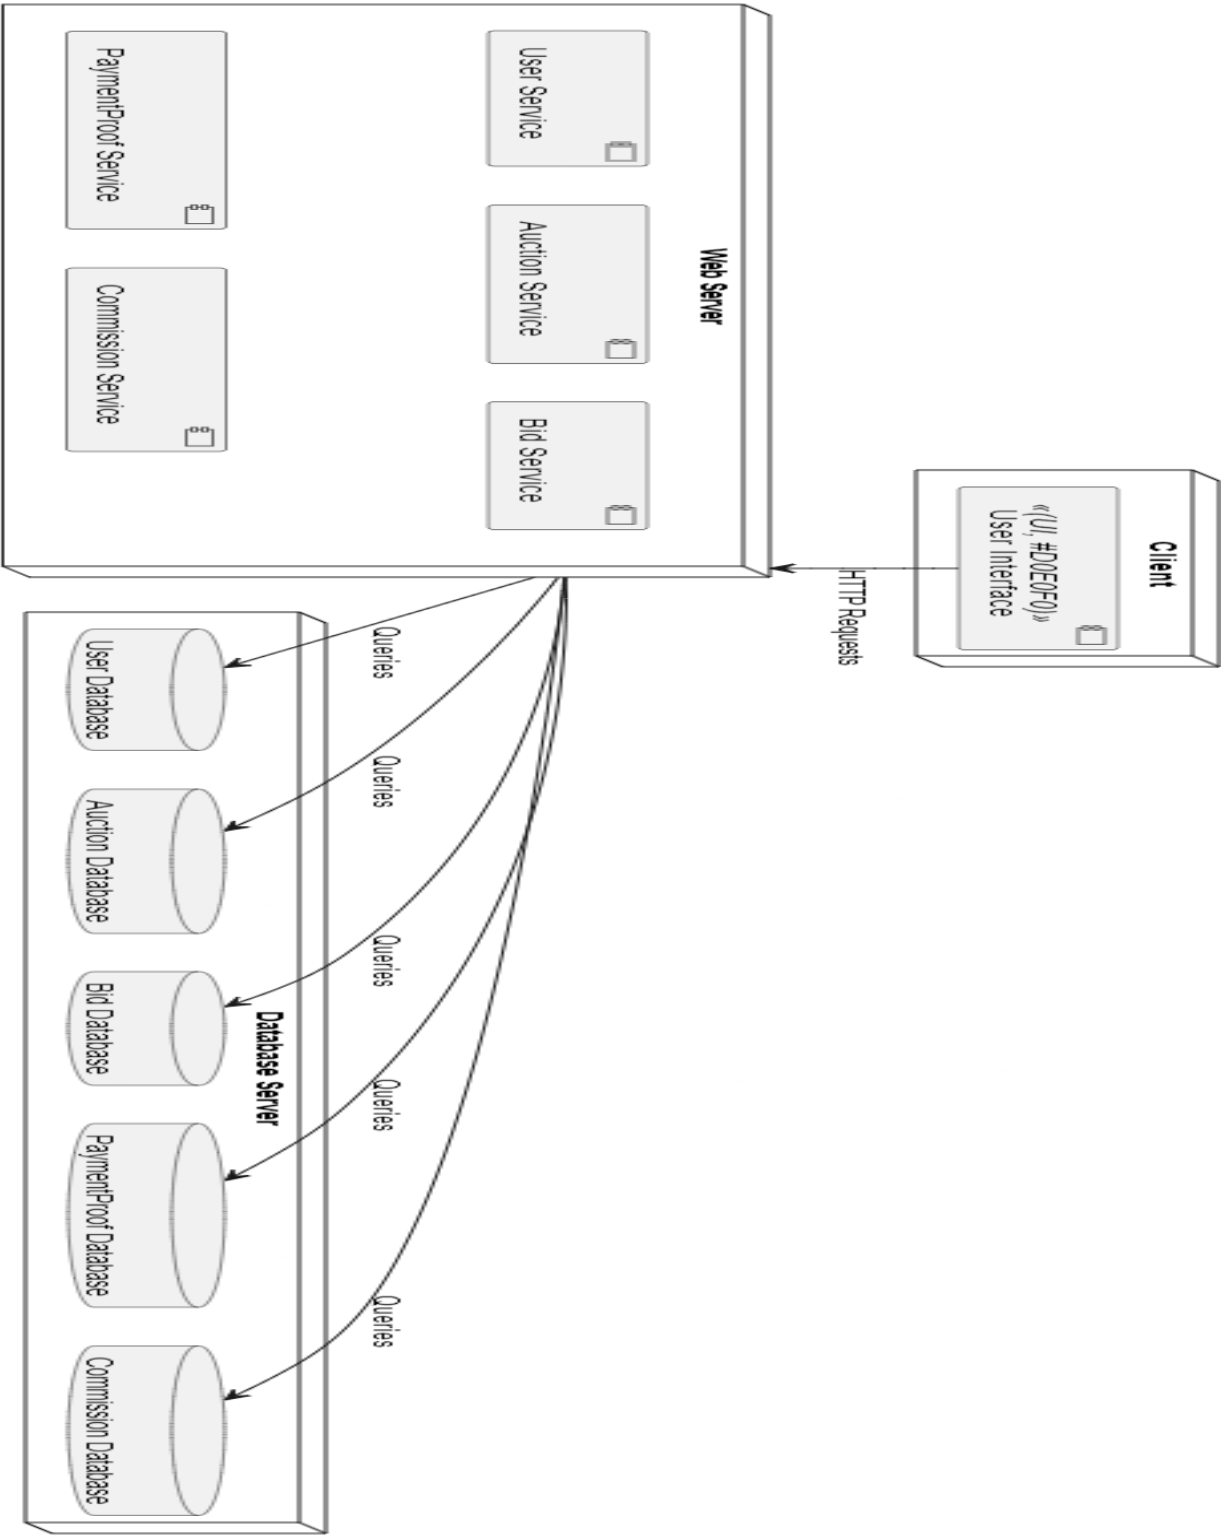 Client
«(UI, #D0E0F0)»
User Interface
HTTP Requests
Web Server
User Service
Auction Service
Bid Service
PaymentProof Service
Commission Service
Queries
Queries
Queries
Queries
Queries
Database Server
User Database
Auction Database
Bid Database
PaymentProof Database
Commission Database